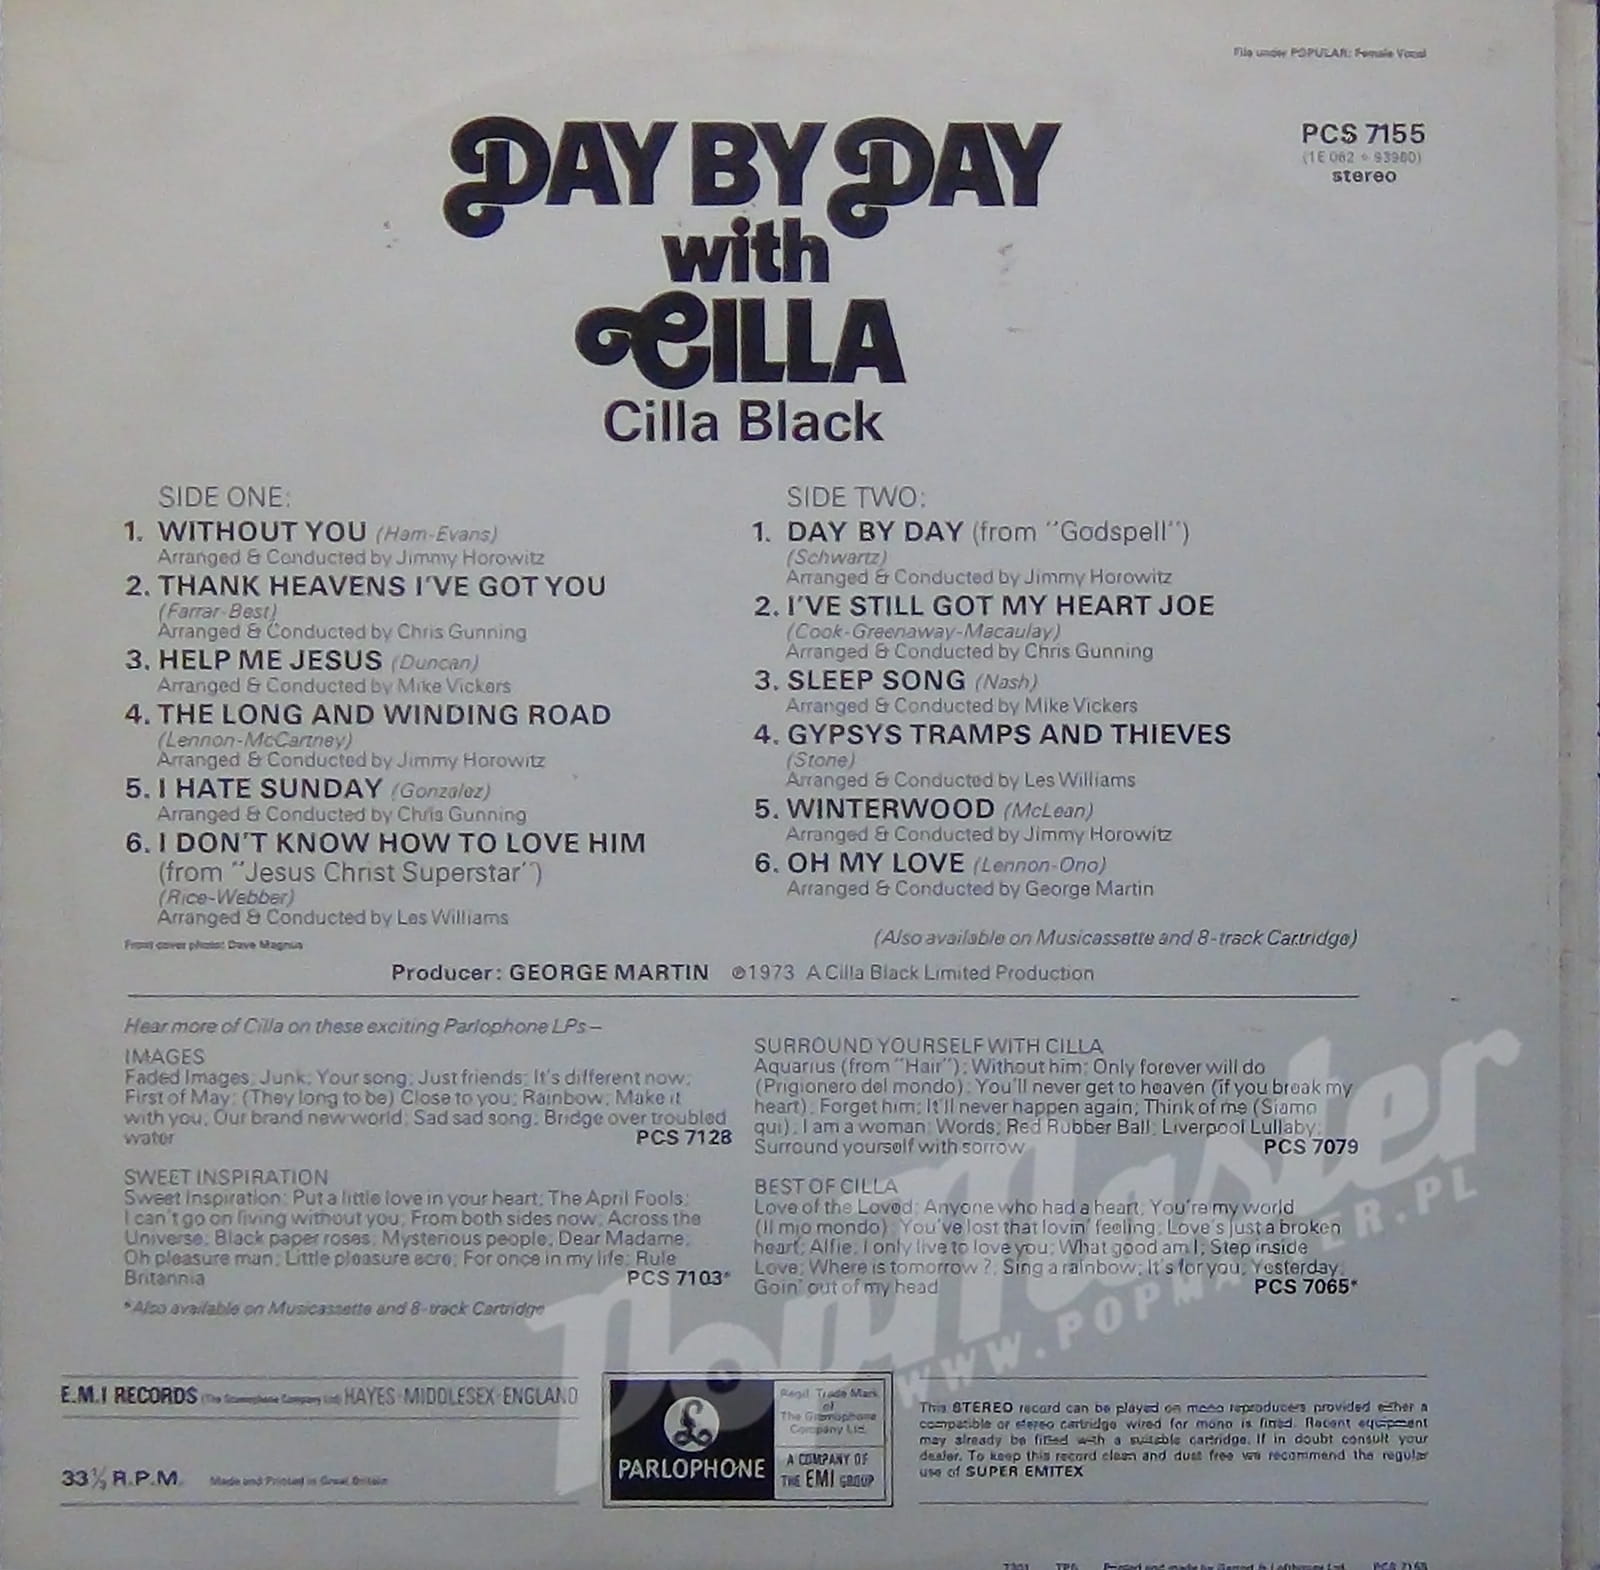 File under POPULAR: Female Vocal
DAY BY DAY
with
CILLA
Cilla Black
PCS 7155
(1E 062 o 93980)
stereo
SIDE ONE:
1. WITHOUT YOU (Ham-Evans)
Arranged & Conducted by Jimmy Horowitz
2. THANK HEAVENS I'VE GOT YOU
(Farrar-Best)
Arranged & Conducted by Chris Gunning
3. HELP ME JESUS (Duncan)
Arranged & Conducted by Mike Vickers
4. THE LONG AND WINDING ROAD
(Lennon-McCartney)
Arranged & Conducted by Jimmy Horowitz
5. I HATE SUNDAY (Gonzalez)
Arranged & Conducted by Chris Gunning
6. I DON'T KNOW HOW TO LOVE HIM
(from "Jesus Christ Superstar")
(Rice-Webber)
Arranged & Conducted by Les Williams
Front cover photo: Dave Magnus
SIDE TWO:
1. DAY BY DAY (from "Godspell")
(Schwartz)
Arranged & Conducted by Jimmy Horowitz
2. I'VE STILL GOT MY HEART JOE
(Cook-Greenaway-Macaulay)
Arranged & Conducted by Chris Gunning
3. SLEEP SONG (Nash)
Arranged & Conducted by Mike Vickers
4. GYPSYS TRAMPS AND THIEVES
(Stone)
Arranged & Conducted by Les Williams
5. WINTERWOOD (McLean)
Arranged & Conducted by Jimmy Horowitz
6. OH MY LOVE (Lennon-Ono)
Arranged & Conducted by George Martin
(Also available on Musicassette and 8-track Cartridge)
Producer: GEORGE MARTIN ℗1973 A Cilla Black Limited Production
Hear more of Cilla on these exciting Parlophone LPs—
IMAGES
Faded Images; Junk; Your song; Just friends; It's different now;
First of May; (They long to be) Close to you; Rainbow; Make it
with you; Our brand new world; Sad sad song; Bridge over troubled
water PCS 7128
SWEET INSPIRATION
Sweet Inspiration; Put a little love in your heart; The April Fools;
I can't go on living without you; From both sides now; Across the
Universe; Black paper roses; Mysterious people; Dear Madame;
Oh pleasure man; Little pleasure acre; For once in my life; Rule
Britannia PCS 7103*
*Also available on Musicassette and 8-track Cartridge
SURROUND YOURSELF WITH CILLA
Aquarius (from "Hair"); Without him; Only forever will do
(Prigionero del mondo); You'll never get to heaven (if you break my
heart); Forget him; It'll never happen again; Think of me (Siamo
qui); I am a woman; Words; Red Rubber Ball; Liverpool Lullaby;
Surround yourself with sorrow PCS 7079
BEST OF CILLA
Love of the Loved; Anyone who had a heart; You're my world
(Il mio mondo); You've lost that lovin' feeling; Love's just a broken
heart; Alfie; I only live to love you; What good am I; Step inside
Love; Where is tomorrow?; Sing a rainbow; It's for you; Yesterday;
Goin' out of my head PCS 7065*
PopMaster
WWW.POPMASTER.PL
E.M.I RECORDS (The Gramophone Company Ltd) HAYES·MIDDLESEX·ENGLAND
33⅓ R.P.M. Made and Printed in Great Britain
£
PARLOPHONE
Regd. Trade Mark
of
The Gramophone
Company Ltd.
A COMPANY OF
THE EMI GROUP
This STEREO record can be played on mono reproducers provided either a
compatible or stereo cartridge wired for mono is fitted. Recent equipment
may already be fitted with a suitable cartridge. If in doubt consult your
dealer. To keep this record clean and dust free we recommend the regular
use of SUPER EMITEX